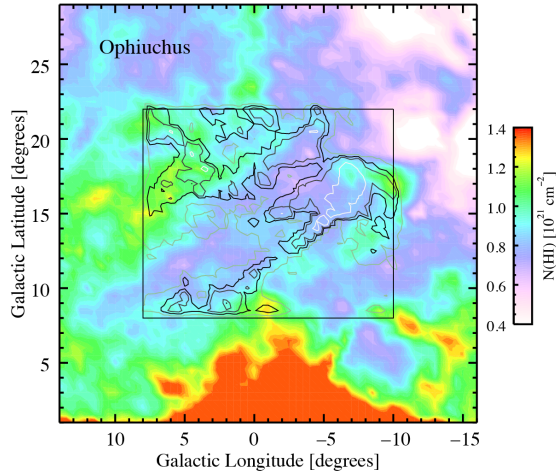 Ophiuchus
25
20
15
10
5
10 5 0 −5 −10 −15
Galactic Longitude [degrees]
Galactic Latitude [degrees]
1.4
1.2
1.0
0.8
0.6
0.4
N(HI) [10²¹ cm⁻²]